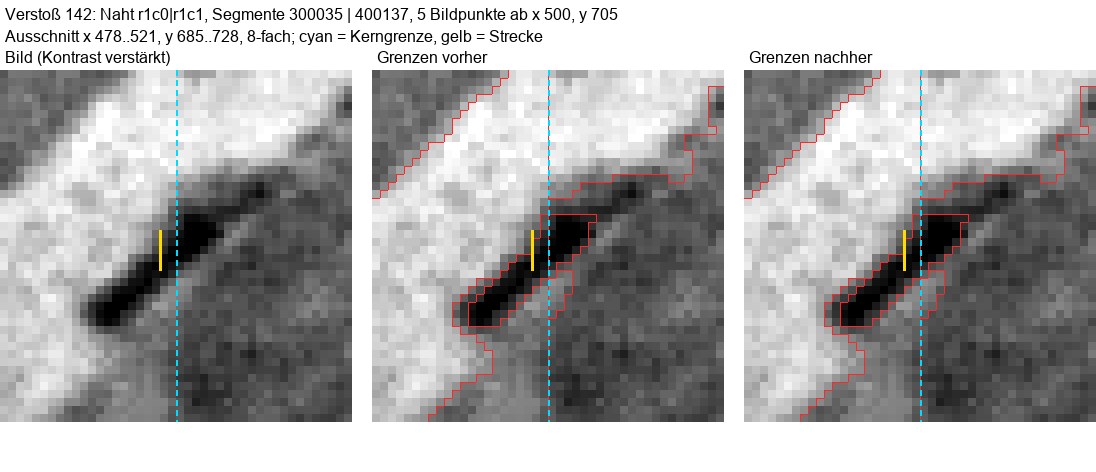 Verstoß 142: Naht r1c0|r1c1, Segmente 300035 | 400137, 5 Bildpunkte ab x 500, y 705
Ausschnitt x 478..521, y 685..728, 8-fach; cyan = Kerngrenze, gelb = Strecke
Bild (Kontrast verstärkt) Grenzen vorher Grenzen nachher